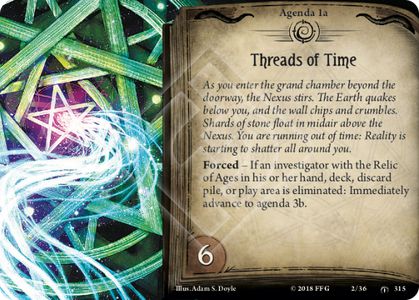 Agenda 1a
Threads of Time
As you enter the grand chamber beyond the
doorway, the Nexus stirs. The Earth quakes
below you, and the wall chips and crumbles.
Shards of stone float in midair above the
Nexus. You are running out of time: Reality is
starting to shatter all around you.
Forced – If an investigator with the Relic
of Ages in his or her hand, deck, discard
pile, or play area is eliminated: Immediately
advance to agenda 3b.
6
Illus. Adam S. Doyle © 2018 FFG 2/36 315